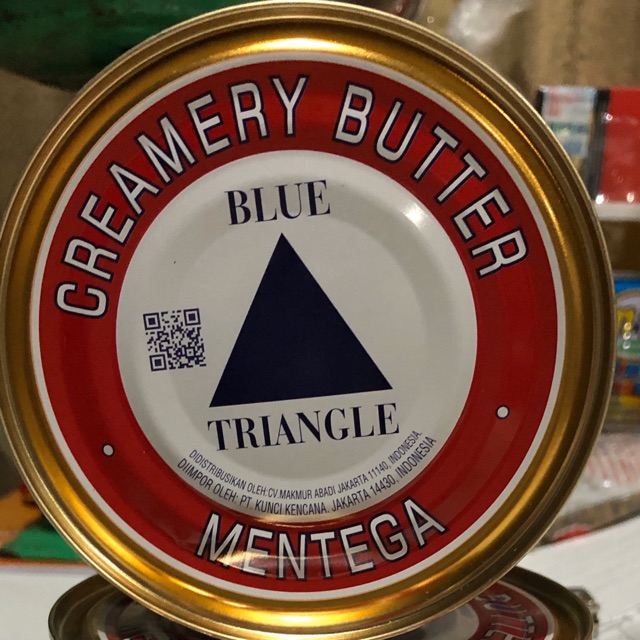 CREAMERY BUTTER
BLUE
TRIANGLE
DIDISTRIBUSIKAN OLEH: CV.MAKMUR ABADI JAKARTA 11140, INDONESIA
DIIMPOR OLEH: PT. KUNCI KENCANA. JAKARTA 14430, INDONESIA
MENTEGA